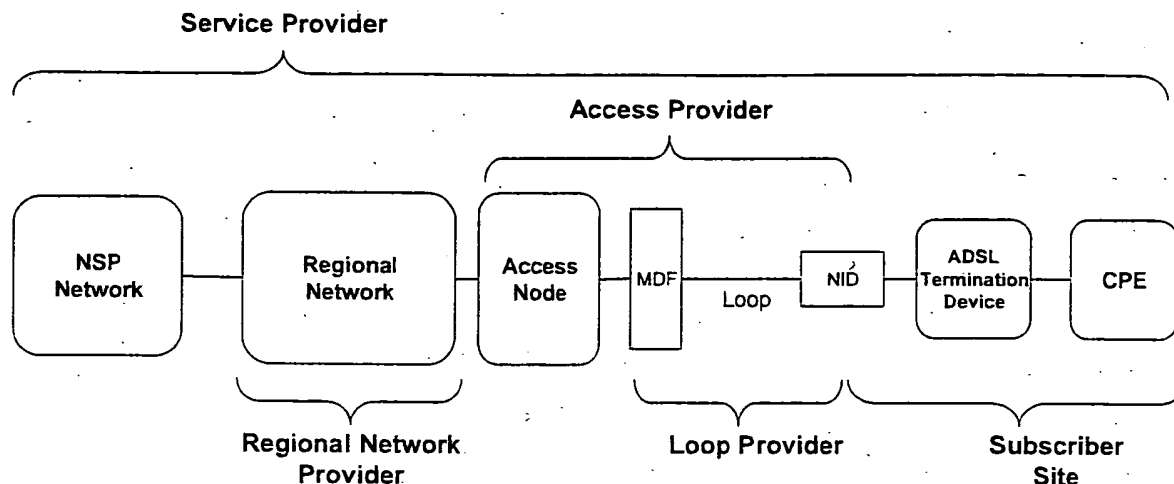 Service Provider
Access Provider
NSP
Network
Regional
Network
Access
Node
MDF
Loop
NID
ADSL
Termination
Device
CPE
Regional Network
Provider
Loop Provider
Subscriber
Site